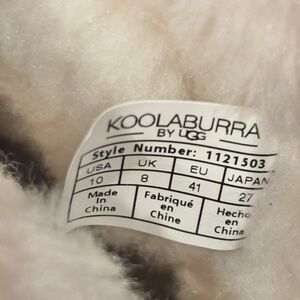 KOOLABURRA
BY UGG
Style Number: 1121503
USA UK EU JAPAN
10 8 41 27
Made in China Fabriqué en Chine Hecho en China